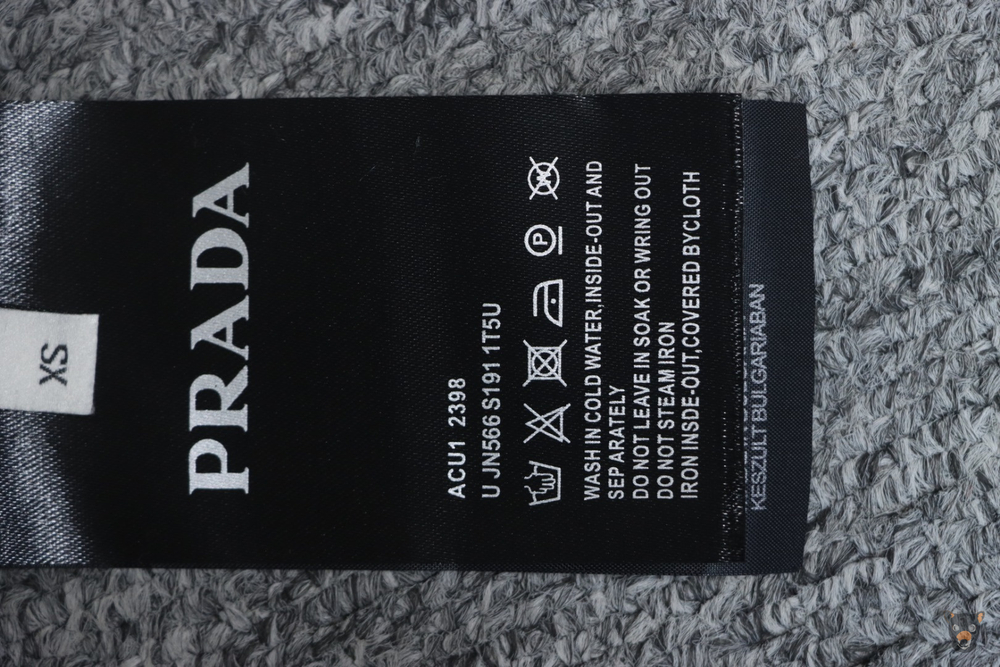 XS
PRADA
ACU1 2398
U JN566 S191 1T5U
P
WASH IN COLD WATER,INSIDE-OUT AND
SEP ARATELY
DO NOT LEAVE IN SOAK OR WRING OUT
DO NOT STEAM IRON
IRON INSDE-OUT,COVERED BYCLOTH
KESZULT BULGARIABAN